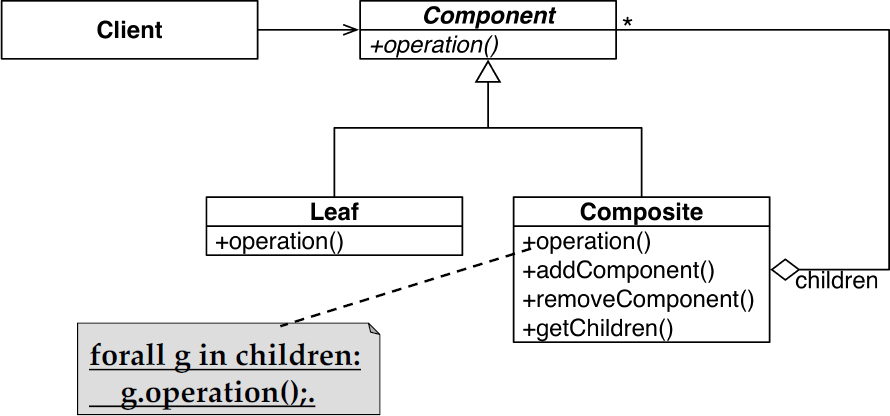 Client
Component
*
+operation()
Leaf
+operation()
Composite
+operation()
+addComponent()
+removeComponent()
+getChildren()
children
forall g in children:
g.operation();.